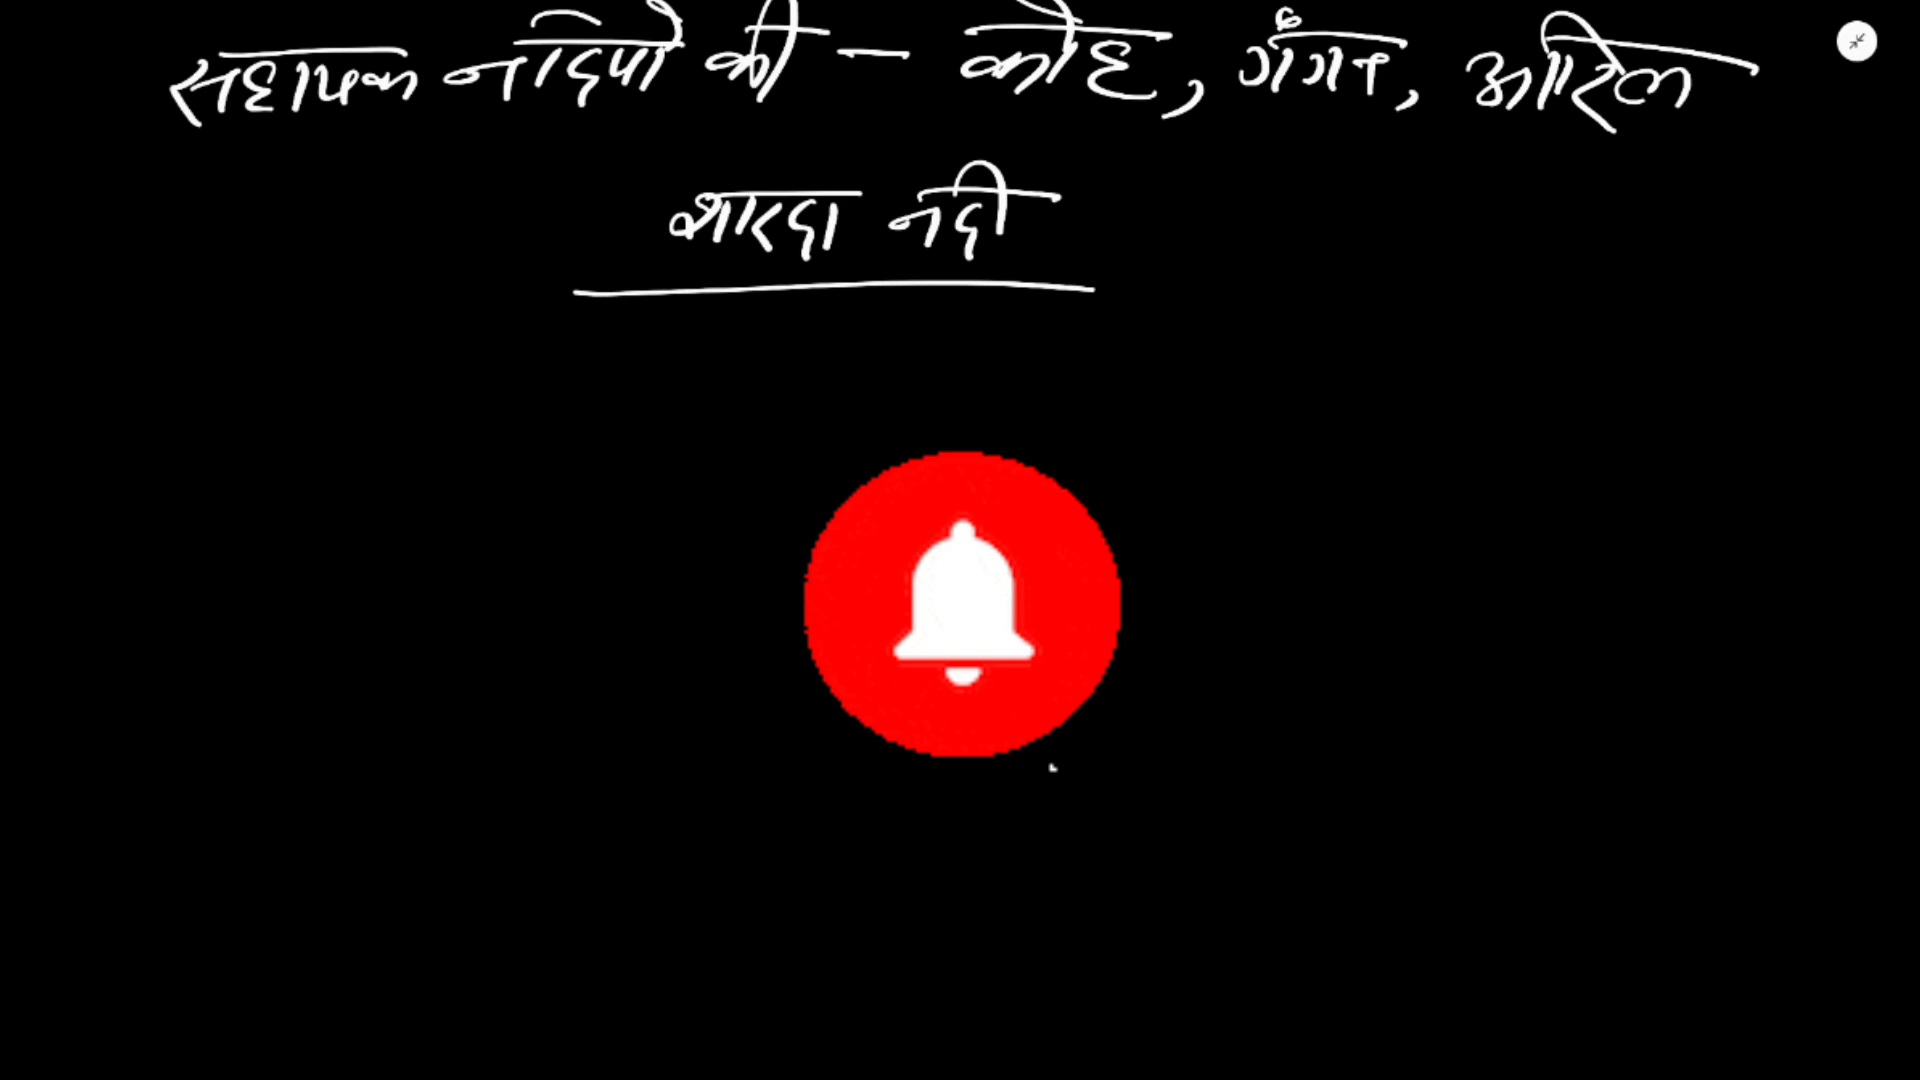 सहायक नदियाँ की - कोह, गंगन, अरिल
शारदा नदी